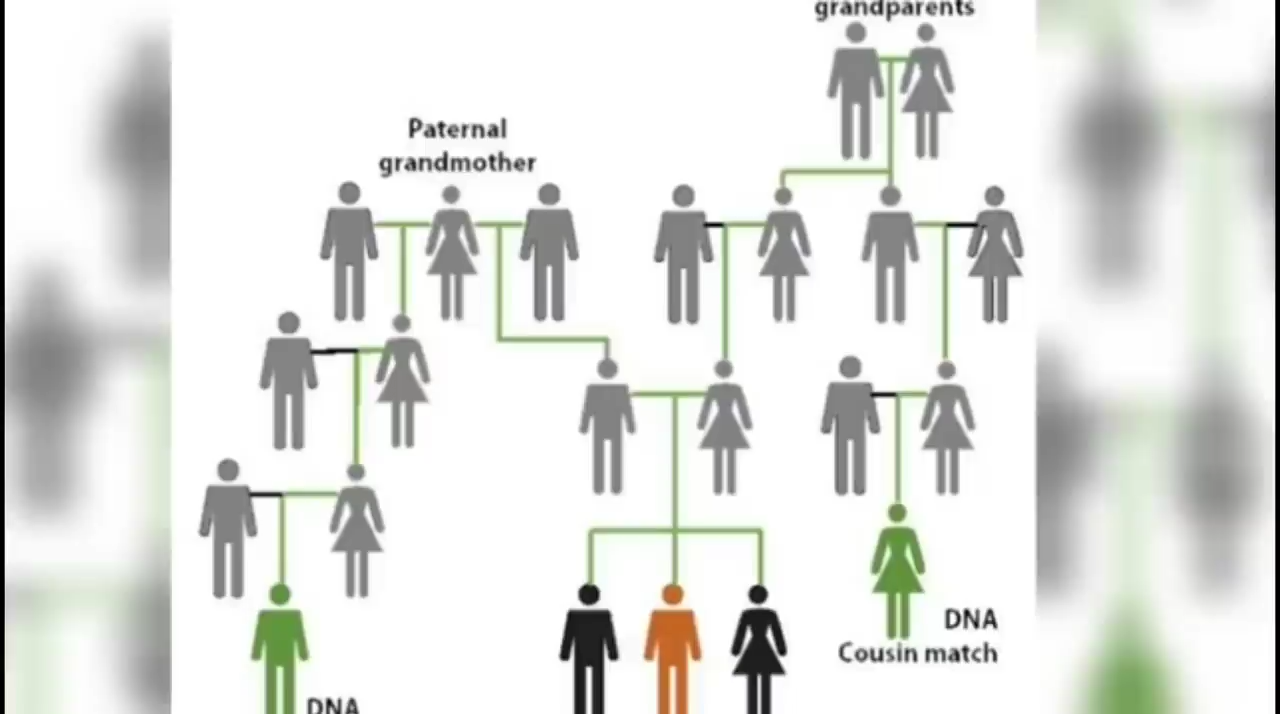 grandparents
Paternal
grandmother
DNA
Cousin match
DNA